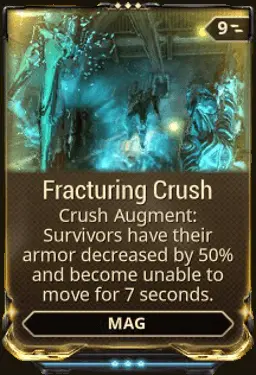 9
Fracturing Crush
Crush Augment:
Survivors have their
armor decreased by 50%
and become unable to
move for 7 seconds.
MAG